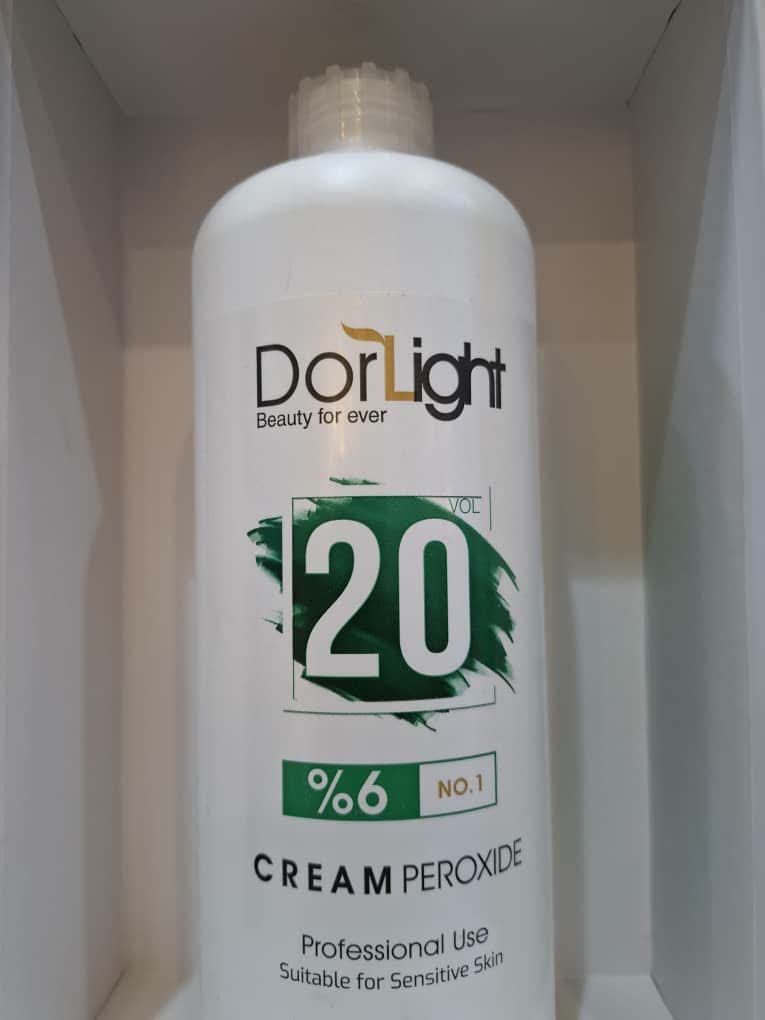 DorLight
Beauty for ever
VOL
20
%6 NO.1
CREAM PEROXIDE
Professional Use
Suitable for Sensitive Skin